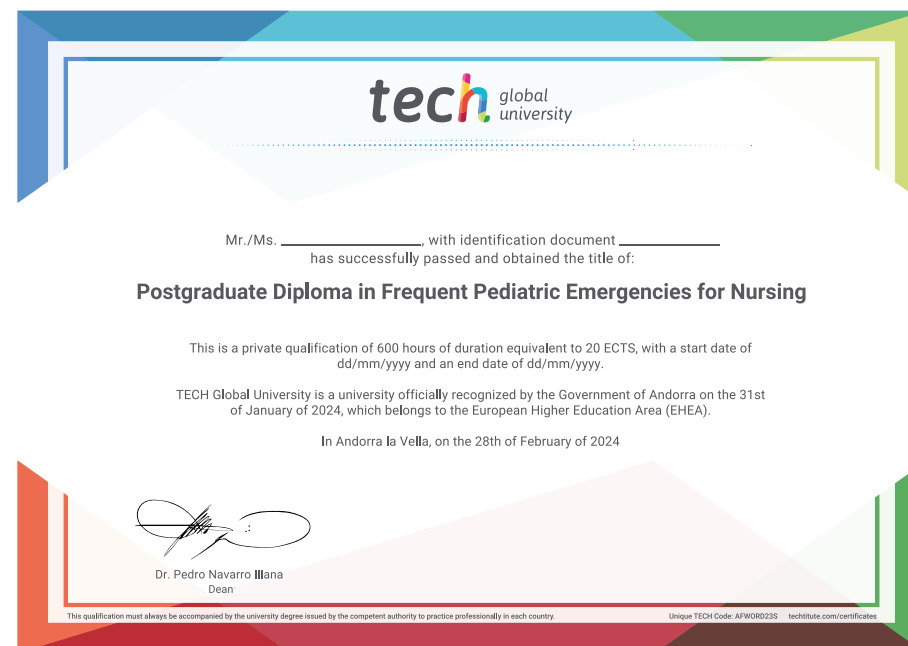 tech global university
Mr./Ms. ____________, with identification document ____________
has successfully passed and obtained the title of:
Postgraduate Diploma in Frequent Pediatric Emergencies for Nursing
This is a private qualification of 600 hours of duration equivalent to 20 ECTS, with a start date of
dd/mm/yyyy and an end date of dd/mm/yyyy.
TECH Global University is a university officially recognized by the Government of Andorra on the 31st
of January of 2024, which belongs to the European Higher Education Area (EHEA).
In Andorra la Vella, on the 28th of February of 2024
Dr. Pedro Navarro Illana
Dean
This qualification must always be accompanied by the university degree issued by the competent authority to practice professionally in each country.
Unique TECH Code: AFWORD23S techtitute.com/certificates